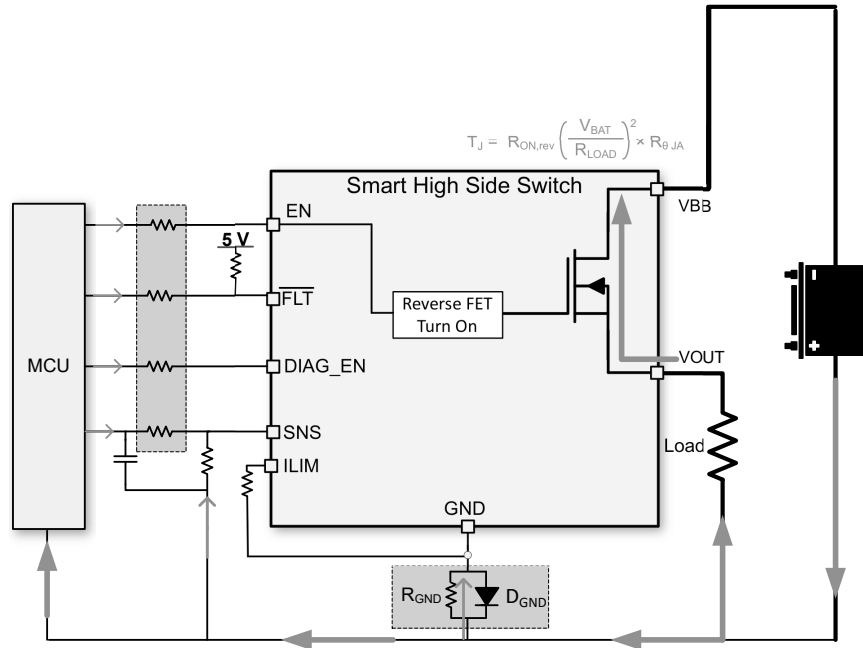 T_J = R_ON,rev (V_BAT / R_LOAD)^2 × R_θJA
Smart High Side Switch
VBB
EN
5 V
FLT
Reverse FET
Turn On
MCU
DIAG_EN
VOUT
SNS
Load
ILIM
GND
R_GND
D_GND
-
+